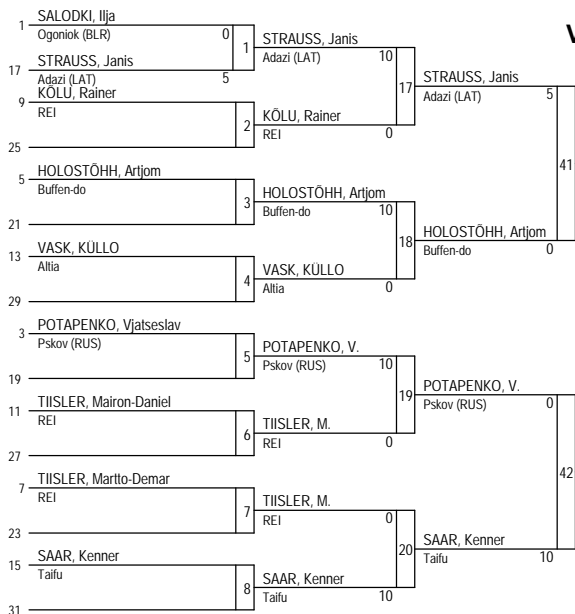 1 SALODKI, Ilja
Ogoniok (BLR) 0
1
17 STRAUSS, Janis
Adazi (LAT) 5
9 KÕLU, Rainer
REI
2
25
5 HOLOSTÕHH, Artjom
Buffen-do
3
21
13 VASK, KÜLLO
Altia
4
29
3 POTAPENKO, Vjatseslav
Pskov (RUS)
5
19
11 TIISLER, Mairon-Daniel
REI
6
27
7 TIISLER, Martto-Demar
REI
7
23
15 SAAR, Kenner
Taifu
8
31
STRAUSS, Janis
Adazi (LAT) 10
17
KÕLU, Rainer
REI 0
HOLOSTÕHH, Artjom
Buffen-do 10
18
VASK, KÜLLO
Altia 0
POTAPENKO, V.
Pskov (RUS) 10
19
TIISLER, M.
REI 0
TIISLER, M.
REI 0
20
SAAR, Kenner
Taifu 10
STRAUSS, Janis
Adazi (LAT) 5
41
HOLOSTÕHH, Artjom
Buffen-do 0
POTAPENKO, V.
Pskov (RUS) 0
42
SAAR, Kenner
Taifu 10